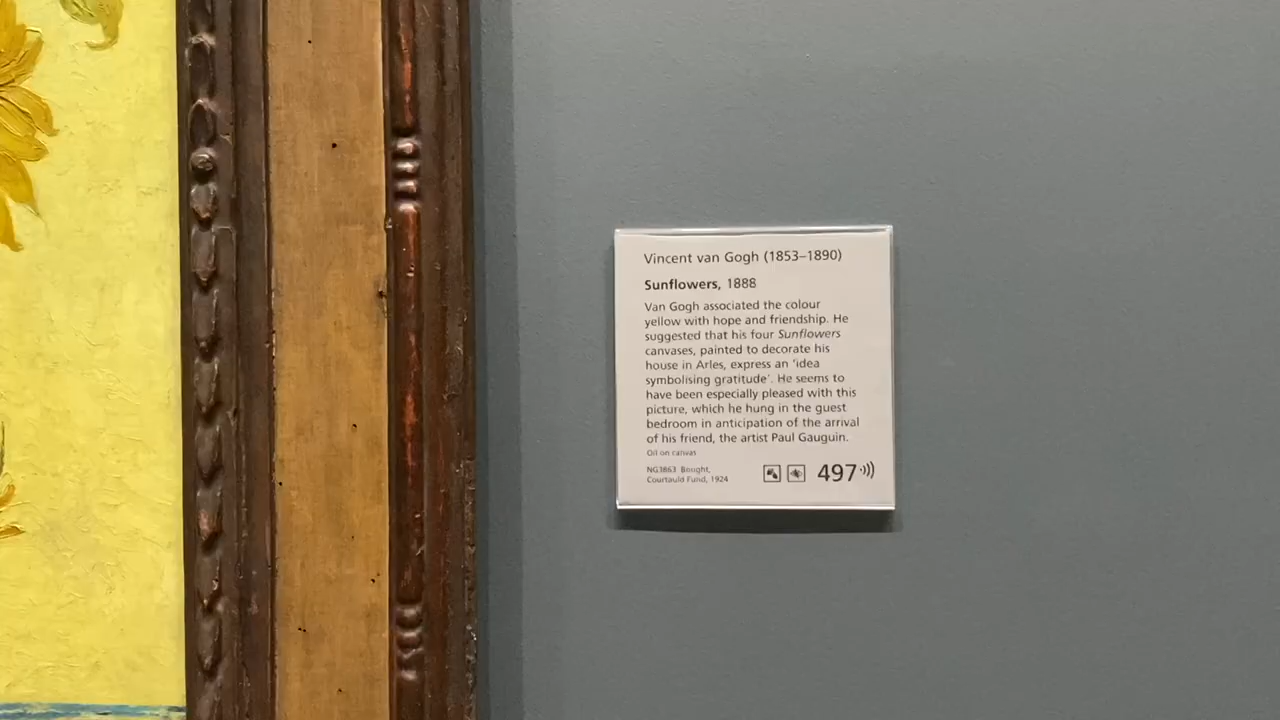 Vincent van Gogh (1853–1890)
Sunflowers, 1888
Van Gogh associated the colour
yellow with hope and friendship. He
suggested that his four Sunflowers
canvases, painted to decorate his
house in Arles, express an ‘idea
symbolising gratitude’. He seems to
have been especially pleased with this
picture, which he hung in the guest
bedroom in anticipation of the arrival
of his friend, the artist Paul Gauguin.
Oil on canvas
NG3863 Bought,
Courtauld Fund, 1924
497